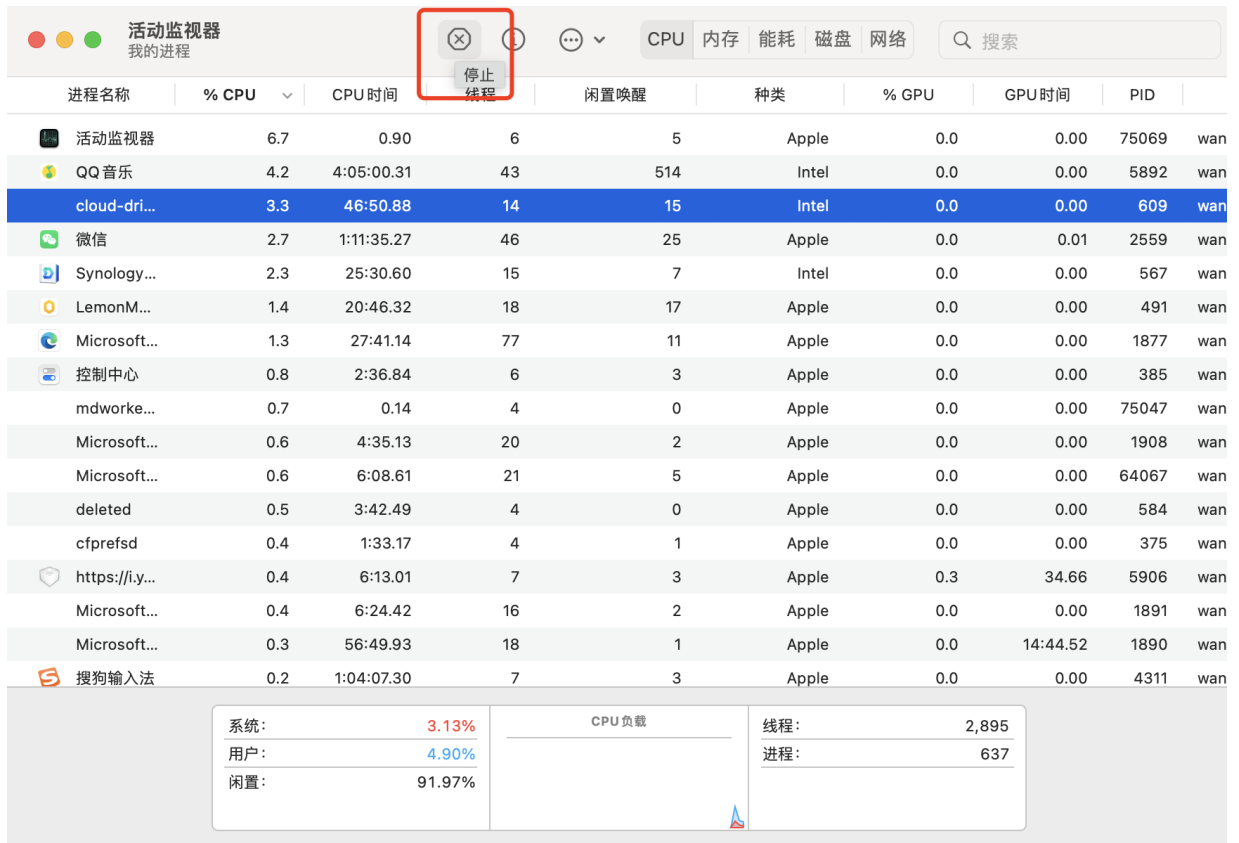 活动监视器
我的进程
CPU 内存 能耗 磁盘 网络 搜索
停止
进程名称 % CPU CPU时间 线程 闲置唤醒 种类 % GPU GPU时间 PID
活动监视器 6.7 0.90 6 5 Apple 0.0 0.00 75069 wan
QQ音乐 4.2 4:05:00.31 43 514 Intel 0.0 0.00 5892 wan
cloud-dri... 3.3 46:50.88 14 15 Intel 0.0 0.00 609 wan
微信 2.7 1:11:35.27 46 25 Apple 0.0 0.01 2559 wan
Synology... 2.3 25:30.60 15 7 Intel 0.0 0.00 567 wan
LemonM... 1.4 20:46.32 18 17 Apple 0.0 0.00 491 wan
Microsoft... 1.3 27:41.14 77 11 Apple 0.0 0.00 1877 wan
控制中心 0.8 2:36.84 6 3 Apple 0.0 0.00 385 wan
mdworke... 0.7 0.14 4 0 Apple 0.0 0.00 75047 wan
Microsoft... 0.6 4:35.13 20 2 Apple 0.0 0.00 1908 wan
Microsoft... 0.6 6:08.61 21 5 Apple 0.0 0.00 64067 wan
deleted 0.5 3:42.49 4 0 Apple 0.0 0.00 584 wan
cfprefsd 0.4 1:33.17 4 1 Apple 0.0 0.00 375 wan
https://i.y... 0.4 6:13.01 7 3 Apple 0.3 34.66 5906 wan
Microsoft... 0.4 6:24.42 16 2 Apple 0.0 0.00 1891 wan
Microsoft... 0.3 56:49.93 18 1 Apple 0.0 14:44.52 1890 wan
搜狗输入法 0.2 1:04:07.30 7 3 Apple 0.0 0.00 4311 wan
系统: 3.13% CPU负载 线程: 2,895
用户: 4.90% 进程: 637
闲置: 91.97%